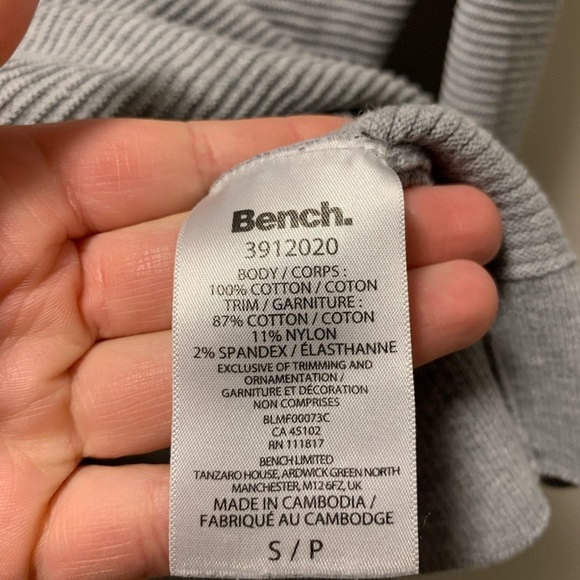 Bench.
3912020
BODY / CORPS :
100% COTTON / COTON
TRIM / GARNITURE :
87% COTTON / COTON
11% NYLON
2% SPANDEX / ÉLASTHANNE
EXCLUSIVE OF TRIMMING AND
ORNAMENTATION /
GARNITURE ET DÉCORATION
NON COMPRISES
BLMF00073C
CA 45102
RN 111817
BENCH LIMITED
TANZARO HOUSE, ARDWICK GREEN NORTH
MANCHESTER, M12 6FZ, UK
MADE IN CAMBODIA /
FABRIQUÉ AU CAMBODGE
S / P